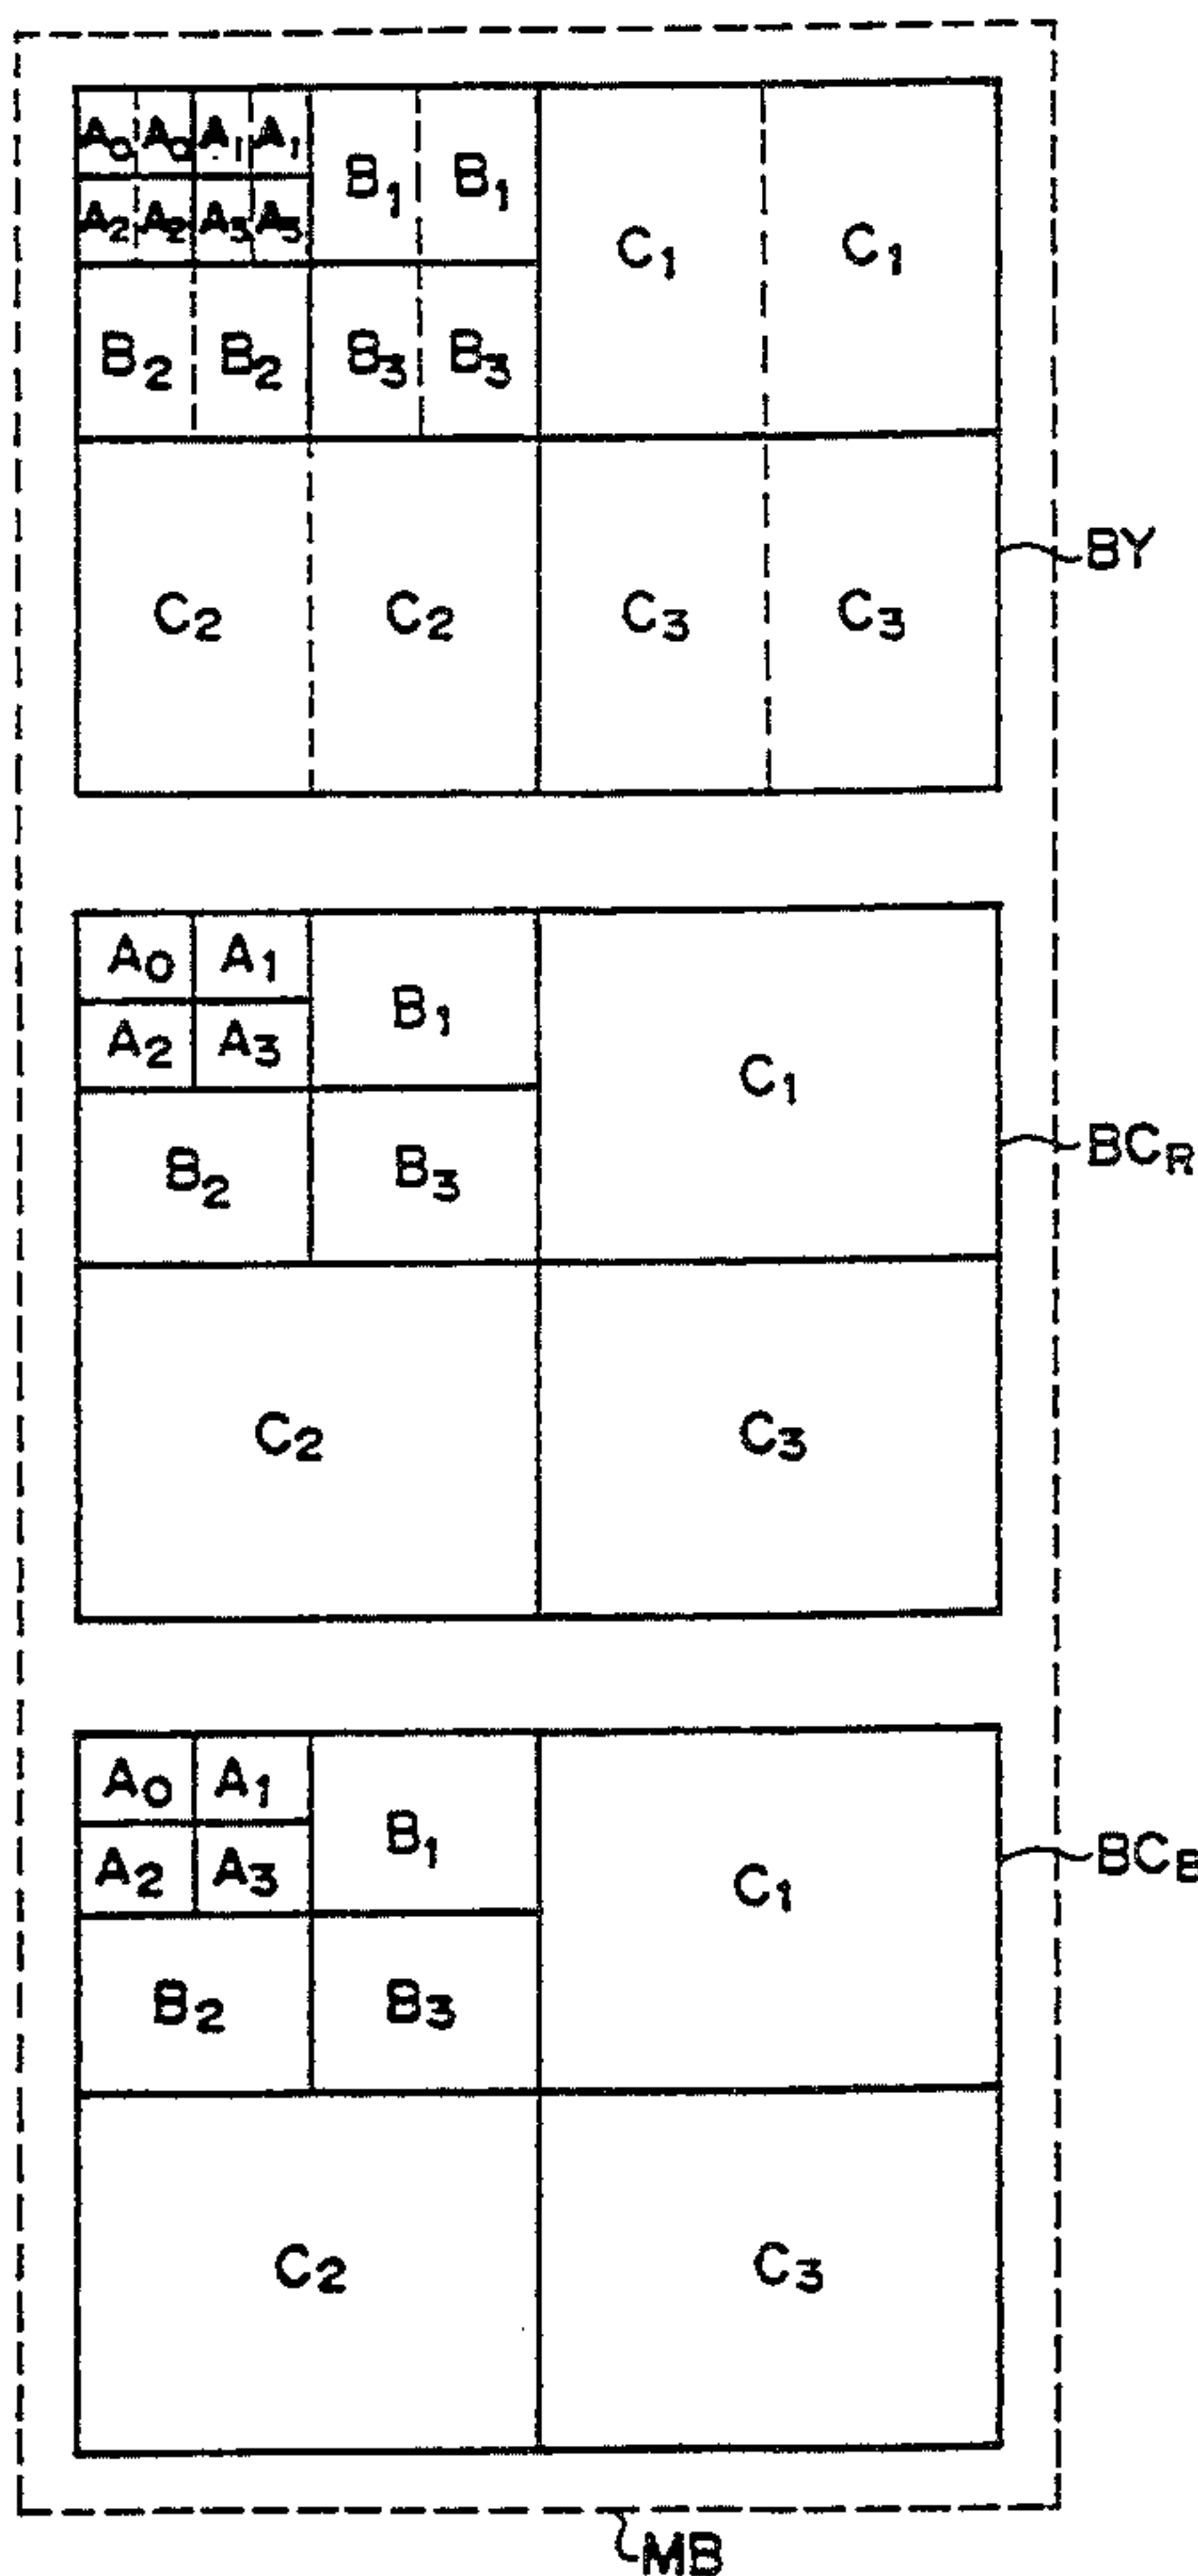 A0 A0 A1 A1
B1 B1
C1 C1
A2 A2 A3 A3
B2 B2 B3 B3
BY
C2 C2 C3 C3
A0 A1
B1
A2 A3
C1
BCR
B2 B3
C2 C3
A0 A1
B1
A2 A3
C1
BCB
B2 B3
C2 C3
MB